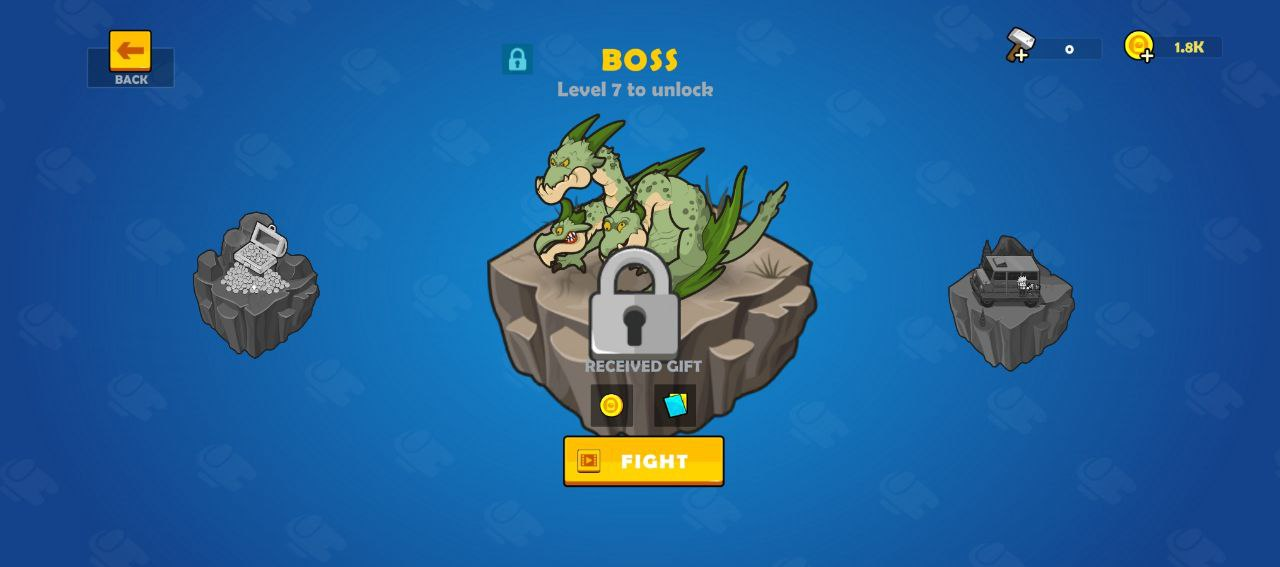 BACK
BOSS
Level 7 to unlock
0
1.8K
RECEIVED GIFT
FIGHT